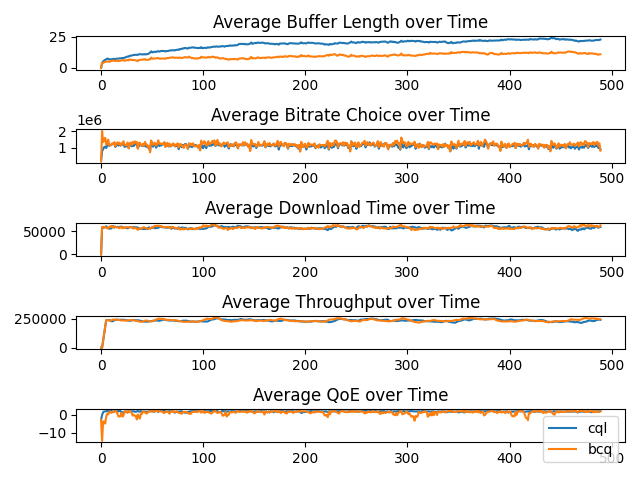 Average Buffer Length over Time
25
0
0 100 200 300 400 500
Average Bitrate Choice over Time
1e6
2
1
0 100 200 300 400 500
Average Download Time over Time
50000
0
0 100 200 300 400 500
Average Throughput over Time
250000
0
0 100 200 300 400 500
Average QoE over Time
0
−10
0 100 200 300 400 500
cql
bcq